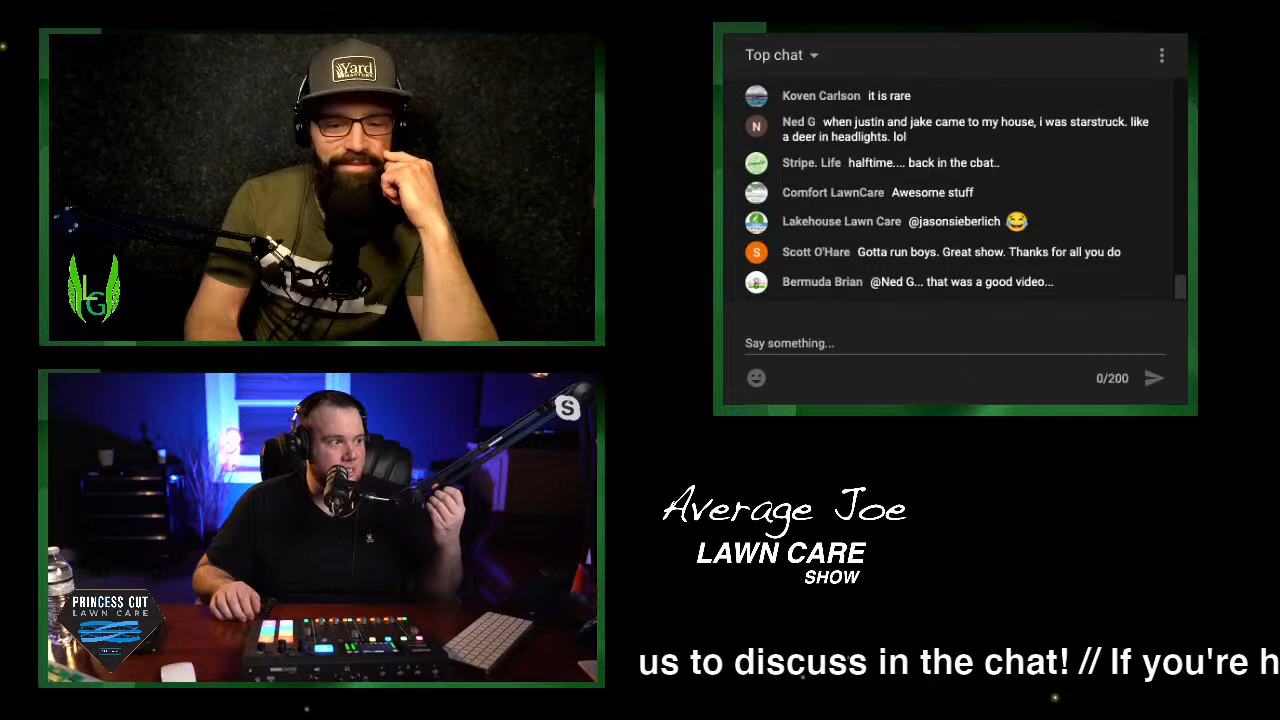 Yard
LG
Top chat
Koven Carlson it is rare
N
Ned G when justin and jake came to my house, i was starstruck. like
a deer in headlights. lol
Stripe. Life halftime.... back in the cbat..
Comfort LawnCare Awesome stuff
Lakehouse Lawn Care @jasonsieberlich 😂
S
Scott O'Hare Gotta run boys. Great show. Thanks for all you do
Bermuda Brian @Ned G... that was a good video...
Say something...
0/200
S
PRINCESS CUT
LAWN CARE
Average Joe
LAWN CARE
SHOW
us to discuss in the chat! // If you're h